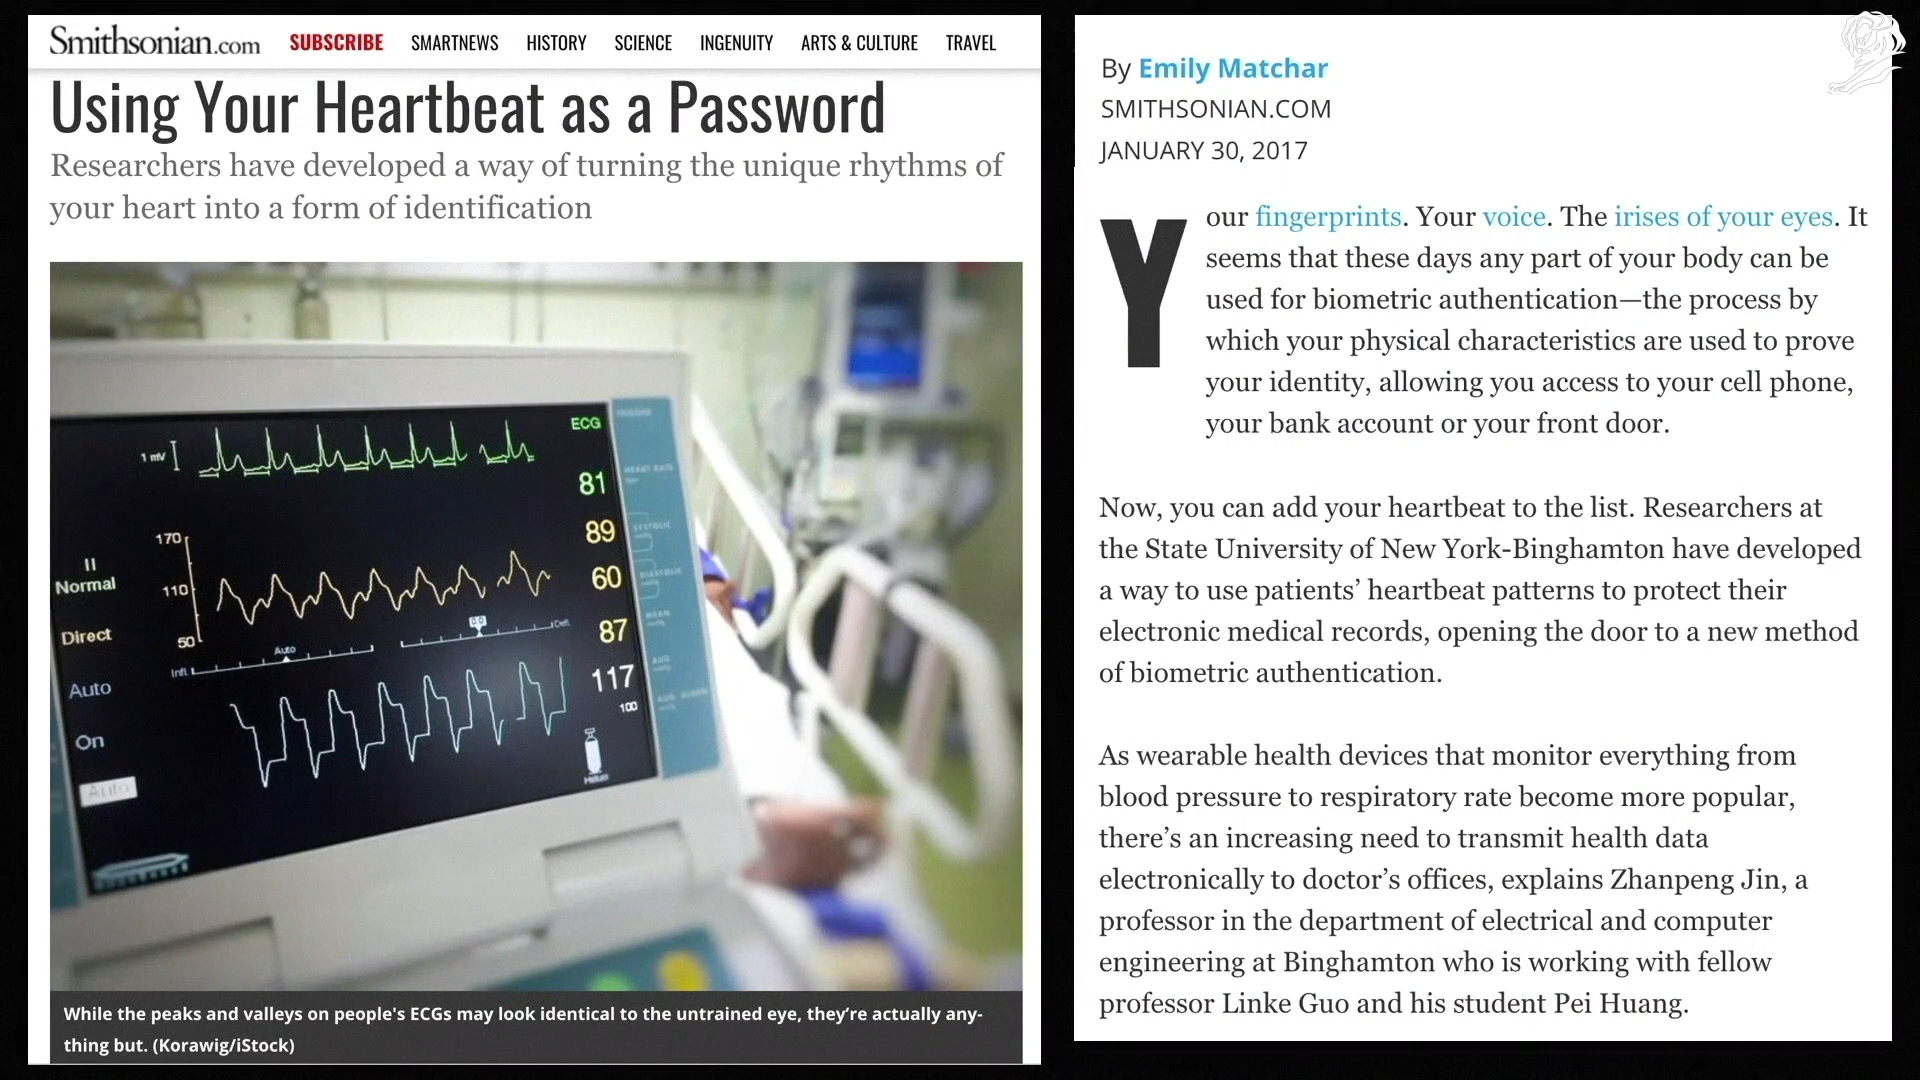 Smithsonian.com SUBSCRIBE SMARTNEWS HISTORY SCIENCE INGENUITY ARTS & CULTURE TRAVEL
Using Your Heartbeat as a Password
Researchers have developed a way of turning the unique rhythms of
your heart into a form of identification
ECG
1 mV
81
170
89
II
Normal
110
60
Direct
50
87
Auto
Infl.
Defl.
Auto
117
100
On
Auto
Helium
While the peaks and valleys on people's ECGs may look identical to the untrained eye, they're actually any-
thing but. (Korawig/iStock)
By Emily Matchar
SMITHSONIAN.COM
JANUARY 30, 2017
Your fingerprints. Your voice. The irises of your eyes. It
seems that these days any part of your body can be
used for biometric authentication—the process by
which your physical characteristics are used to prove
your identity, allowing you access to your cell phone,
your bank account or your front door.
Now, you can add your heartbeat to the list. Researchers at
the State University of New York-Binghamton have developed
a way to use patients’ heartbeat patterns to protect their
electronic medical records, opening the door to a new method
of biometric authentication.
As wearable health devices that monitor everything from
blood pressure to respiratory rate become more popular,
there’s an increasing need to transmit health data
electronically to doctor’s offices, explains Zhanpeng Jin, a
professor in the department of electrical and computer
engineering at Binghamton who is working with fellow
professor Linke Guo and his student Pei Huang.